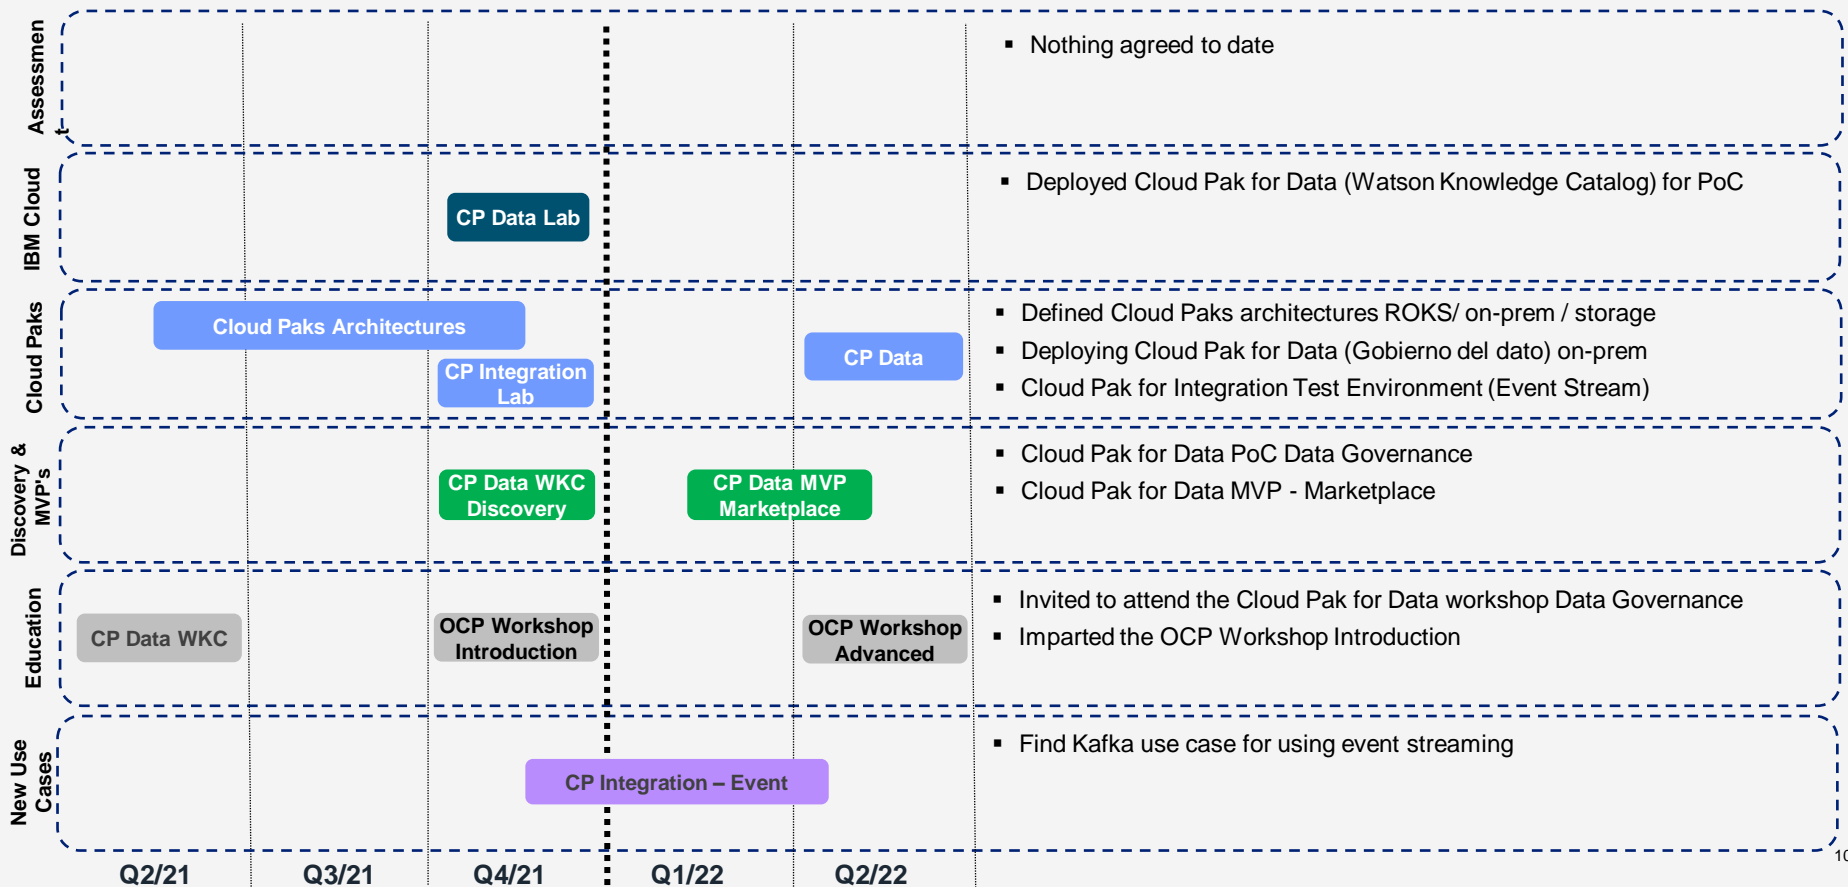 Assessmen
t
▪ Nothing agreed to date
IBM Cloud
CP Data Lab
▪ Deployed Cloud Pak for Data (Watson Knowledge Catalog) for PoC
Cloud Paks
Cloud Paks Architectures
CP Integration
Lab
CP Data
▪ Defined Cloud Paks architectures ROKS/ on-prem / storage
▪ Deploying Cloud Pak for Data (Gobierno del dato) on-prem
▪ Cloud Pak for Integration Test Environment (Event Stream)
Discovery &
MVP's
CP Data WKC
Discovery
CP Data MVP
Marketplace
▪ Cloud Pak for Data PoC Data Governance
▪ Cloud Pak for Data MVP - Marketplace
Education
CP Data WKC
OCP Workshop
Introduction
OCP Workshop
Advanced
▪ Invited to attend the Cloud Pak for Data workshop Data Governance
▪ Imparted the OCP Workshop Introduction
New Use
Cases
CP Integration – Event
▪ Find Kafka use case for using event streaming
Q2/21
Q3/21
Q4/21
Q1/22
Q2/22
10